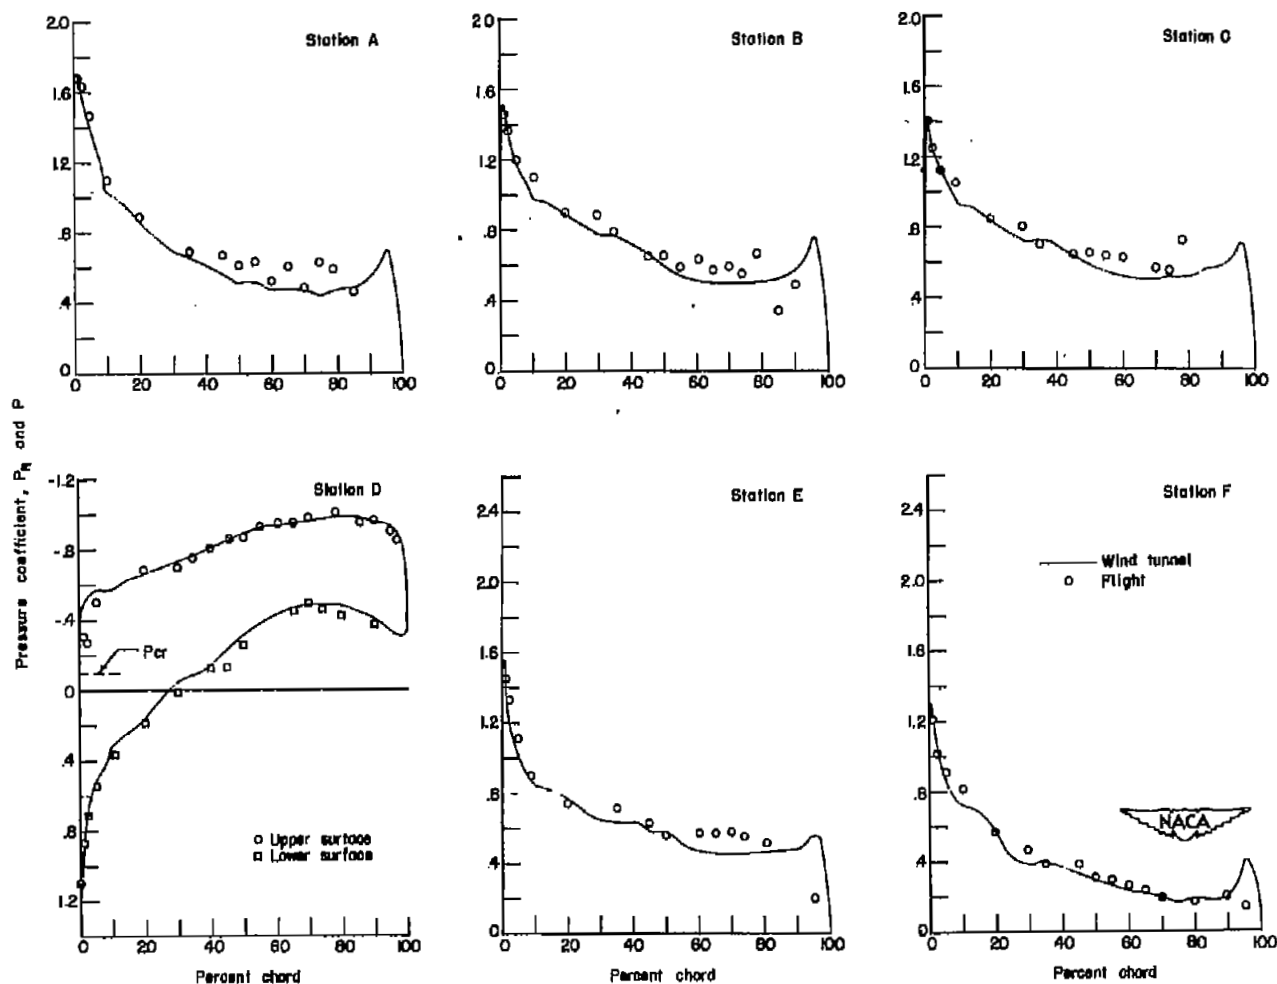 Station A
2.0
1.6
1.2
.8
.4
0
0 20 40 60 80 100
Station B
2.0
1.6
1.2
.8
.4
0
0 20 40 60 80 100
Station C
2.0
1.6
1.2
.8
.4
0
0 20 40 60 80 100
Pressure coefficient, PR and P
Station D
-1.2
-.8
-.4
Pcr
0
.4
.8
1.2
Upper surface
Lower surface
0 20 40 60 80 100
Percent chord
Station E
2.4
2.0
1.6
1.2
.8
.4
0
0 20 40 60 80 100
Percent chord
Station F
2.4
2.0
1.6
1.2
.8
.4
0
Wind tunnel
Flight
NACA
0 20 40 60 80 100
Percent chord